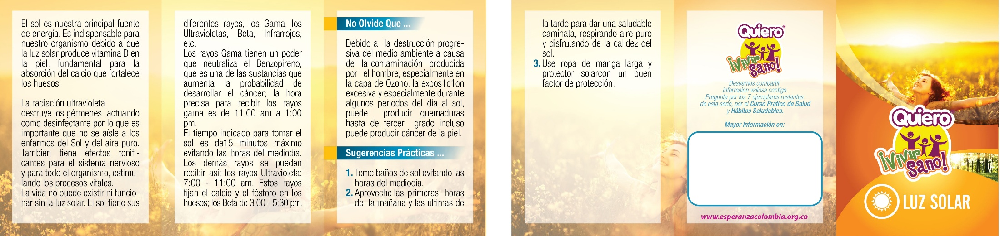 El sol es nuestra principal fuente
de energía. Es indispensable para
nuestro organismo debido a que
la luz solar produce vitamina D en
la piel, fundamental para la
absorción del calcio que fortalece
los huesos.
La radiación ultravioleta
destruye los gérmenes actuando
como desinfectante por lo que es
importante que no se aísle a los
enfermos del Sol y del aire puro.
También tiene efectos tonifi-
cantes para el sistema nervioso
y para todo el organismo, estimu-
lando los procesos vitales.
La vida no puede existir ni funcio-
nar sin la luz solar. El sol tiene sus
diferentes rayos, los Gama, los
Ultravioletas, Beta, Infrarrojos,
etc.
Los rayos Gama tienen un poder
que neutraliza el Benzopireno,
que es una de las sustancias que
aumenta la probabilidad de
desarrollar el cáncer; la hora
precisa para recibir los rayos
gama es de 11:00 am a 1:00
pm.
El tiempo indicado para tomar el
sol es de15 minutos máximo
evitando las horas del mediodía.
Los demás rayos se pueden
recibir así: los rayos Ultravioleta:
7:00 - 11:00 am. Estos rayos
fijan el calcio y el fósforo en los
huesos; los Beta de 3:00 - 5:30 pm.
No Olvide Que ...
Debido a la destrucción progre-
siva del medio ambiente a causa
de la contaminación producida
por el hombre, especialmente en
la capa de Ozono, la expos1c1on
excesiva y especialmente durante
algunos periodos del día al sol,
puede producir quemaduras
hasta de tercer grado incluso
puede producir cáncer de la piel.
Sugerencias Prácticas ...
1. Tome baños de sol evitando las
horas del mediodía.
2. Aproveche las primeras horas
de la mañana y las últimas de
la tarde para dar una saludable
caminata, respirando aire puro
y disfrutando de la calidez del
sol.
3. Use ropa de manga larga y
protector solarcon un buen
factor de protección.
Quiero®
¡Vivir
Sano!
Deseamos compartir
informaión valiosa contigo.
Pregunta por los 7 ejemplares restantes
de esta serie, por el Curso Prático de Salud
y Hábitos Saludables.
Mayor Información en:
www.esperanzacolombia.org.co
Quiero®
¡Vivir
Sano!
LUZ SOLAR